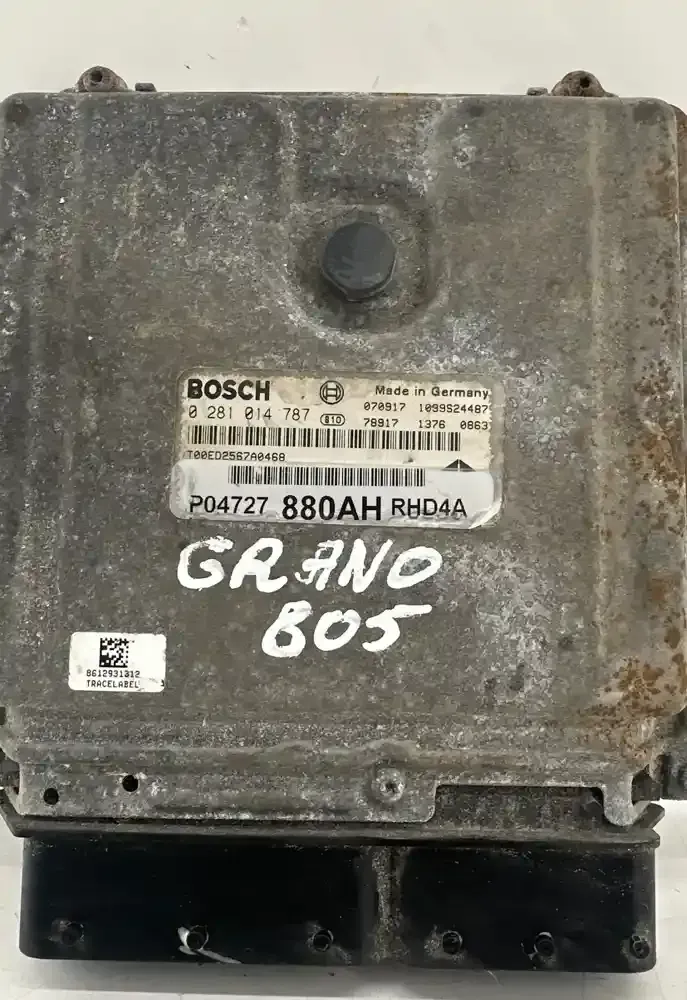 BOSCH Made in Germany
0 281 014 787 810 070917 1099S24487
78917 1376 0863
T00ED2567A0468
P04727 880AH RHD4A
GRAND
805
8612931312
TRACELABEL